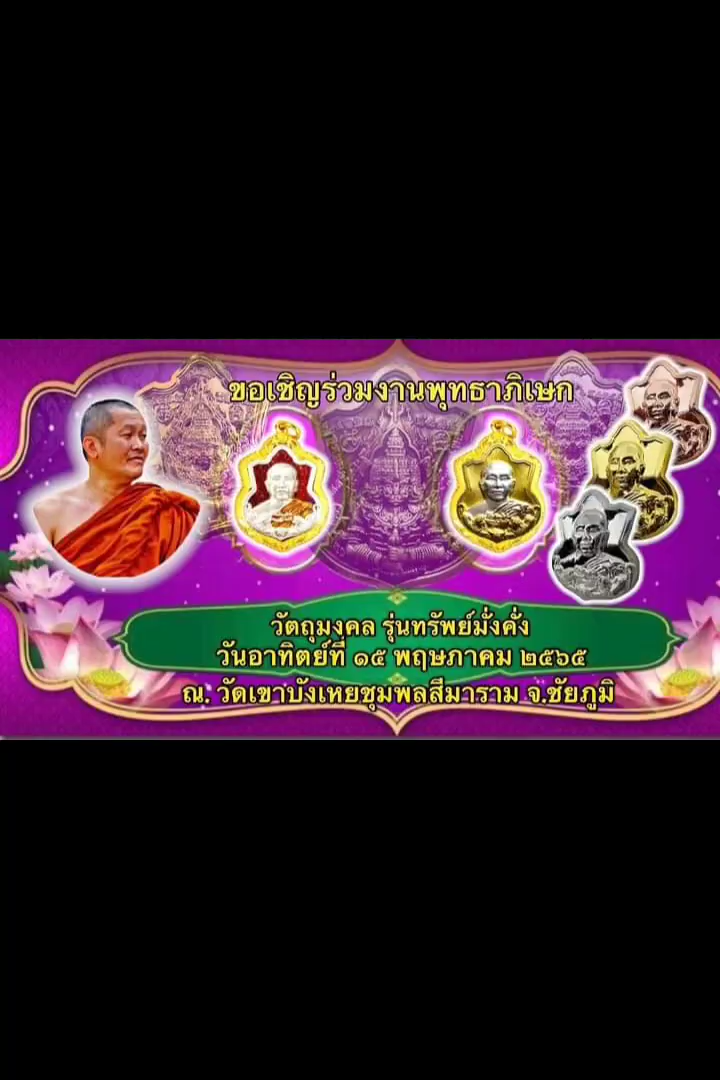 ขอเชิญร่วมงานพุทธาภิเษก
วัตถุมงคล รุ่นทรัพย์มั่งคั่ง
วันอาทิตย์ที่ ๑๕ พฤษภาคม ๒๕๖๕
ณ. วัดเขาบังเหยชุมพลสีมาราม จ.ชัยภูมิ